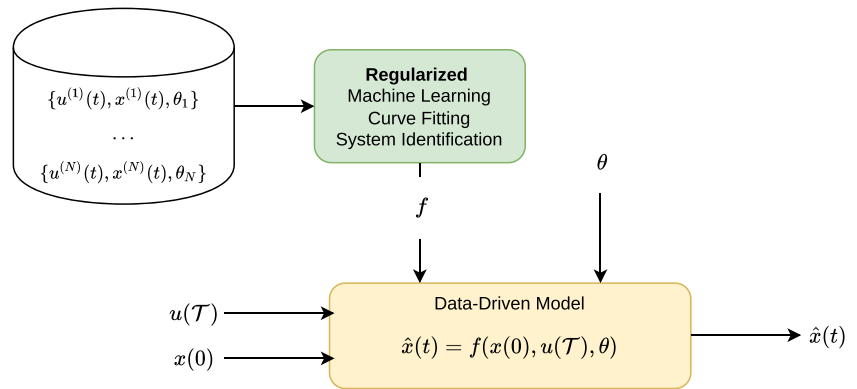 {u^{(1)}(t), x^{(1)}(t), θ_1}
...
{u^{(N)}(t), x^{(N)}(t), θ_N}
Regularized
Machine Learning
Curve Fitting
System Identification
θ
f
u(𝒯)
x(0)
Data-Driven Model
x̂(t) = f(x(0), u(𝒯), θ)
x̂(t)